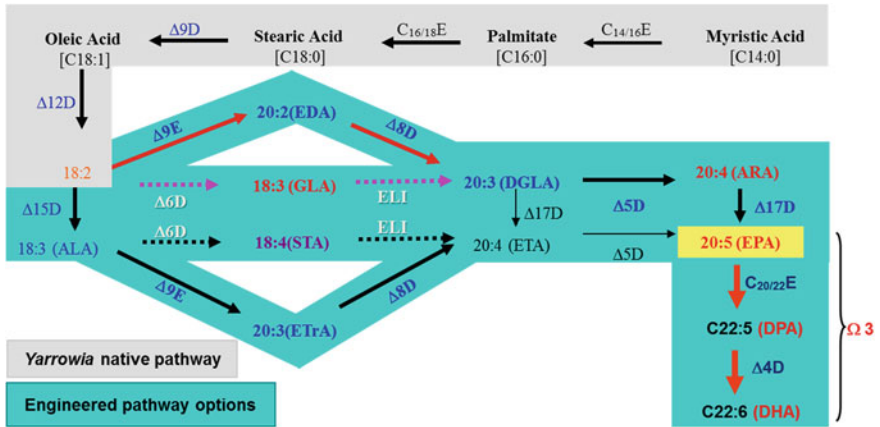 Oleic Acid
[C18:1]
Δ9D
Stearic Acid
[C18:0]
C16/18E
Palmitate
[C16:0]
C14/16E
Myristic Acid
[C14:0]
Δ12D
Δ9E
20:2(EDA)
Δ8D
18:2
Δ6D
18:3 (GLA)
ELI
20:3 (DGLA)
Δ5D
20:4 (ARA)
Δ15D
Δ17D
Δ17D
18:3 (ALA)
Δ6D
18:4(STA)
ELI
20:4 (ETA)
Δ5D
20:5 (EPA)
Δ9E
20:3(ETrA)
Δ8D
C20/22E
C22:5 (DPA)
Δ4D
C22:6 (DHA)
Ω 3
Yarrowia native pathway
Engineered pathway options